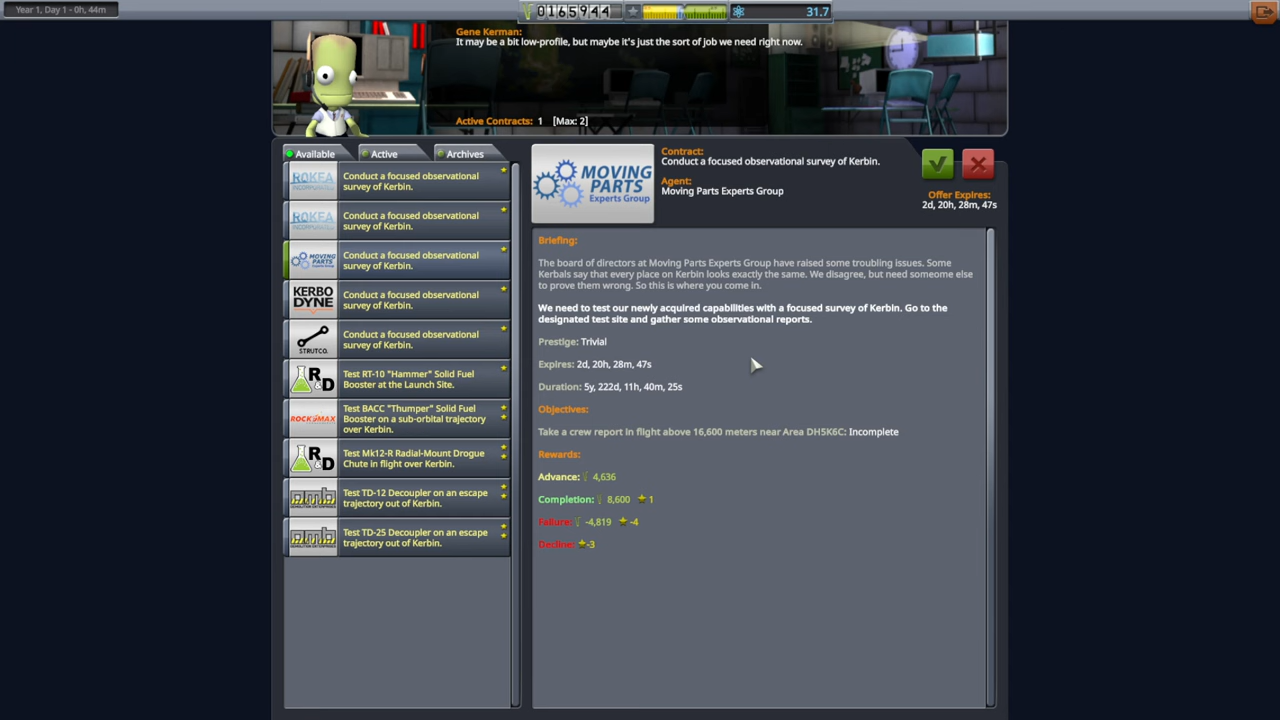 Year 1, Day 1 - 0h, 44m
0165944
31.7
Gene Kerman:
It may be a bit low-profile, but maybe it's just the sort of job we need right now.
Active Contracts: 1 [Max: 2]
Available
Active
Archives
ROKEA
INCORPORATED
Conduct a focused observational
survey of Kerbin.
ROKEA
INCORPORATED
Conduct a focused observational
survey of Kerbin.
MOVING
PARTS
Experts Group
Conduct a focused observational
survey of Kerbin.
KERBO
DYNE
Conduct a focused observational
survey of Kerbin.
STRUTCO.
Conduct a focused observational
survey of Kerbin.
R&D
Test RT-10 "Hammer" Solid Fuel
Booster at the Launch Site.
ROCKOMAX
Test BACC "Thumper" Solid Fuel
Booster on a sub-orbital trajectory
over Kerbin.
R&D
Test Mk12-R Radial-Mount Drogue
Chute in flight over Kerbin.
Test TD-12 Decoupler on an escape
trajectory out of Kerbin.
Test TD-25 Decoupler on an escape
trajectory out of Kerbin.
MOVING
PARTS
Experts Group
Contract:
Conduct a focused observational survey of Kerbin.
Agent:
Moving Parts Experts Group
Offer Expires:
2d, 20h, 28m, 47s
Briefing:
The board of directors at Moving Parts Experts Group have raised some troubling issues. Some
Kerbals say that every place on Kerbin looks exactly the same. We disagree, but need someone else
to prove them wrong. So this is where you come in.
We need to test our newly acquired capabilities with a focused survey of Kerbin. Go to the
designated test site and gather some observational reports.
Prestige: Trivial
Expires: 2d, 20h, 28m, 47s
Duration: 5y, 222d, 11h, 40m, 25s
Objectives:
Take a crew report in flight above 16,600 meters near Area DH5K6C: Incomplete
Rewards:
Advance: 4,636
Completion: 8,600 1
Failure: -4,819 -4
Decline: -3